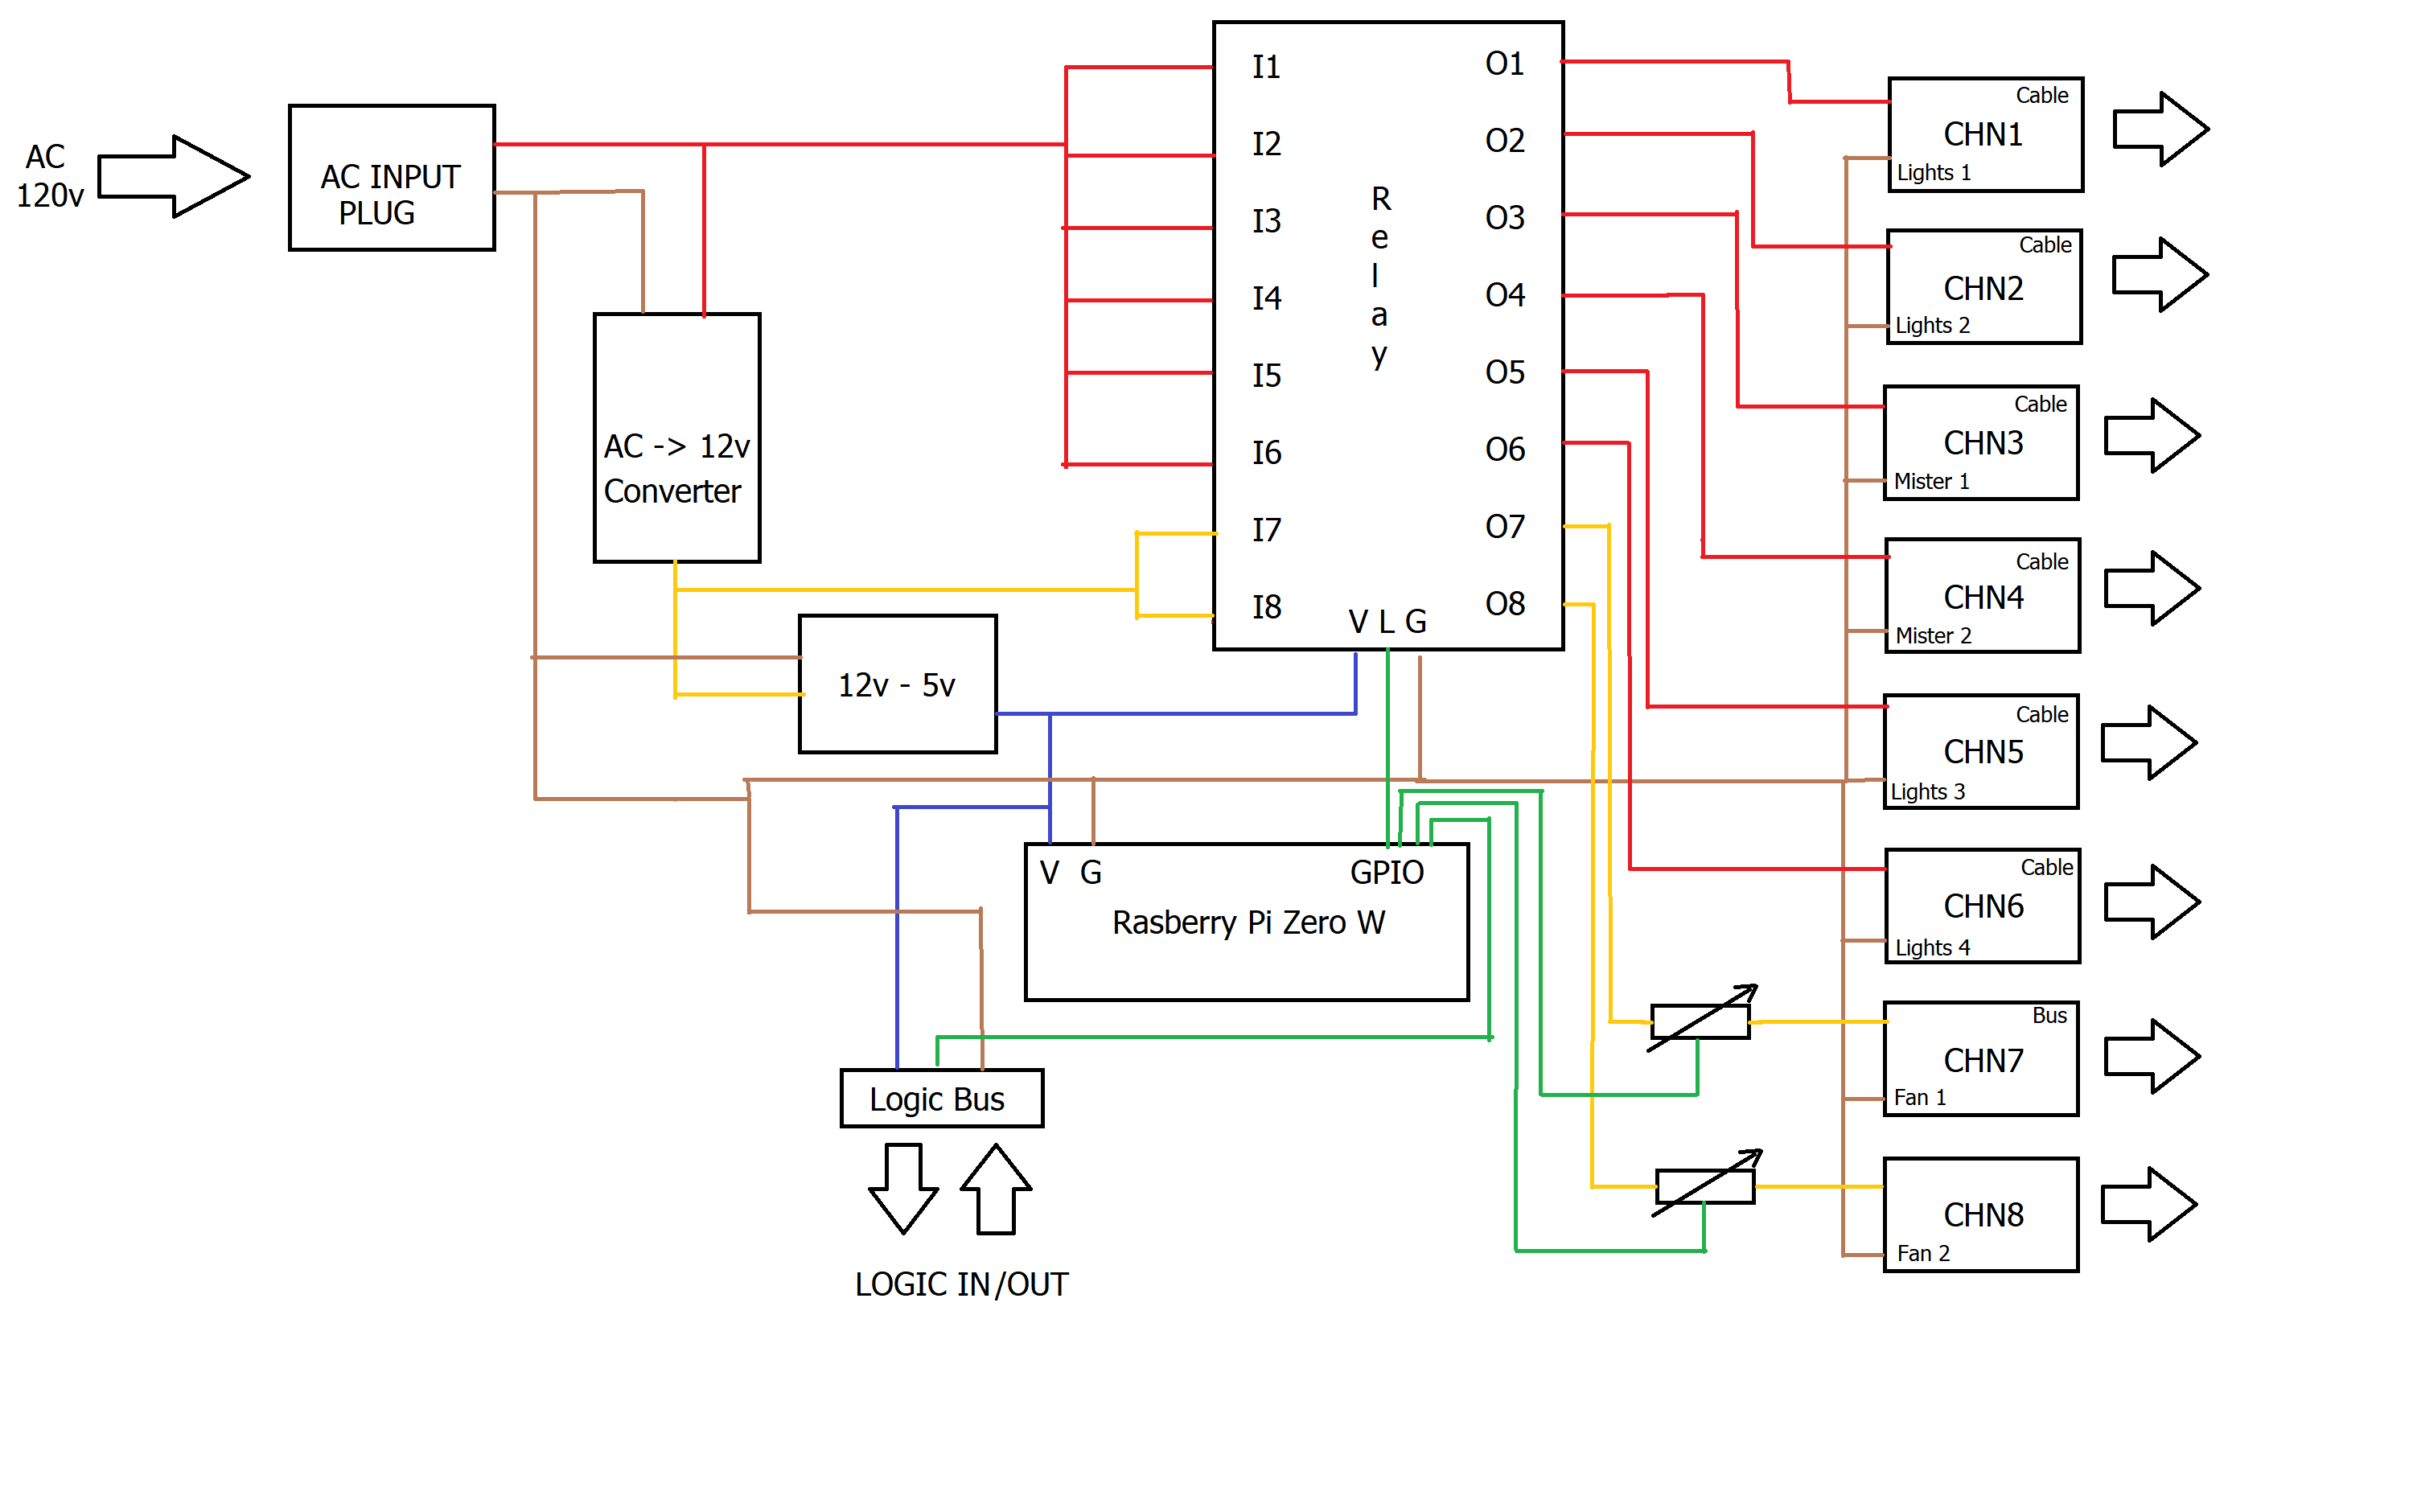 AC
120v
AC INPUT
PLUG
AC -> 12v
Converter
12v - 5v
I1
I2
I3
I4
I5
I6
I7
I8
R
e
l
a
y
O1
O2
O3
O4
O5
O6
O7
O8
V L G
V G
GPIO
Rasberry Pi Zero W
Logic Bus
LOGIC IN/OUT
Cable
CHN1
Lights 1
Cable
CHN2
Lights 2
Cable
CHN3
Mister 1
Cable
CHN4
Mister 2
Cable
CHN5
Lights 3
Cable
CHN6
Lights 4
Bus
CHN7
Fan 1
CHN8
Fan 2